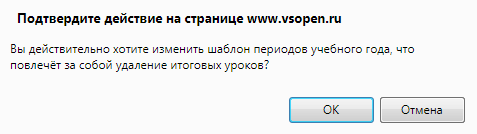 Подтвердите действие на странице www.vsopen.ru
Вы действительно хотите изменить шаблон периодов учебного года, что
повлечёт за собой удаление итоговых уроков?
OK
Отмена